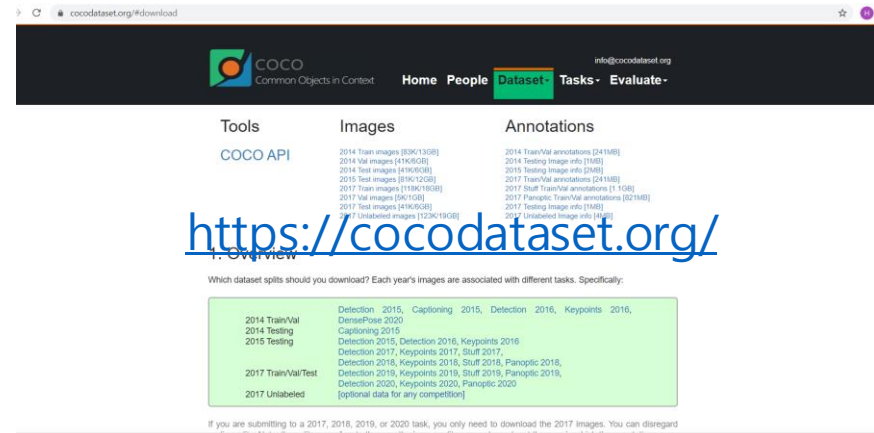 cocodataset.org/#download
H
COCO
Common Objects in Context
info@cocodataset.org
Home People Dataset- Tasks- Evaluate-
Tools
COCO API
Images
2014 Train images [83K/13GB]
2014 Val images [41K/6GB]
2014 Test images [41K/6GB]
2015 Test images [81K/12GB]
2017 Train images [118K/18GB]
2017 Val images [5K/1GB]
2017 Test images [41K/6GB]
2017 Unlabeled images [123K/19GB]
Annotations
2014 Train/Val annotations [241MB]
2014 Testing Image info [1MB]
2015 Testing Image info [2MB]
2017 Train/Val annotations [241MB]
2017 Stuff Train/Val annotations [1.1GB]
2017 Panoptic Train/Val annotations [821MB]
2017 Testing Image info [1MB]
2017 Unlabeled Image info [4MB]
https://cocodataset.org/
1. Overview
Which dataset splits should you download? Each year's images are associated with different tasks. Specifically:
2014 Train/Val
Detection 2015, Captioning 2015, Detection 2016, Keypoints 2016,
DensePose 2020
2014 Testing Captioning 2015
2015 Testing Detection 2015, Detection 2016, Keypoints 2016
2017 Train/Val/Test
Detection 2017, Keypoints 2017, Stuff 2017,
Detection 2018, Keypoints 2018, Stuff 2018, Panoptic 2018,
Detection 2019, Keypoints 2019, Stuff 2019, Panoptic 2019,
Detection 2020, Keypoints 2020, Panoptic 2020
2017 Unlabeled [optional data for any competition]
If you are submitting to a 2017, 2018, 2019, or 2020 task, you only need to download the 2017 images. You can disregard